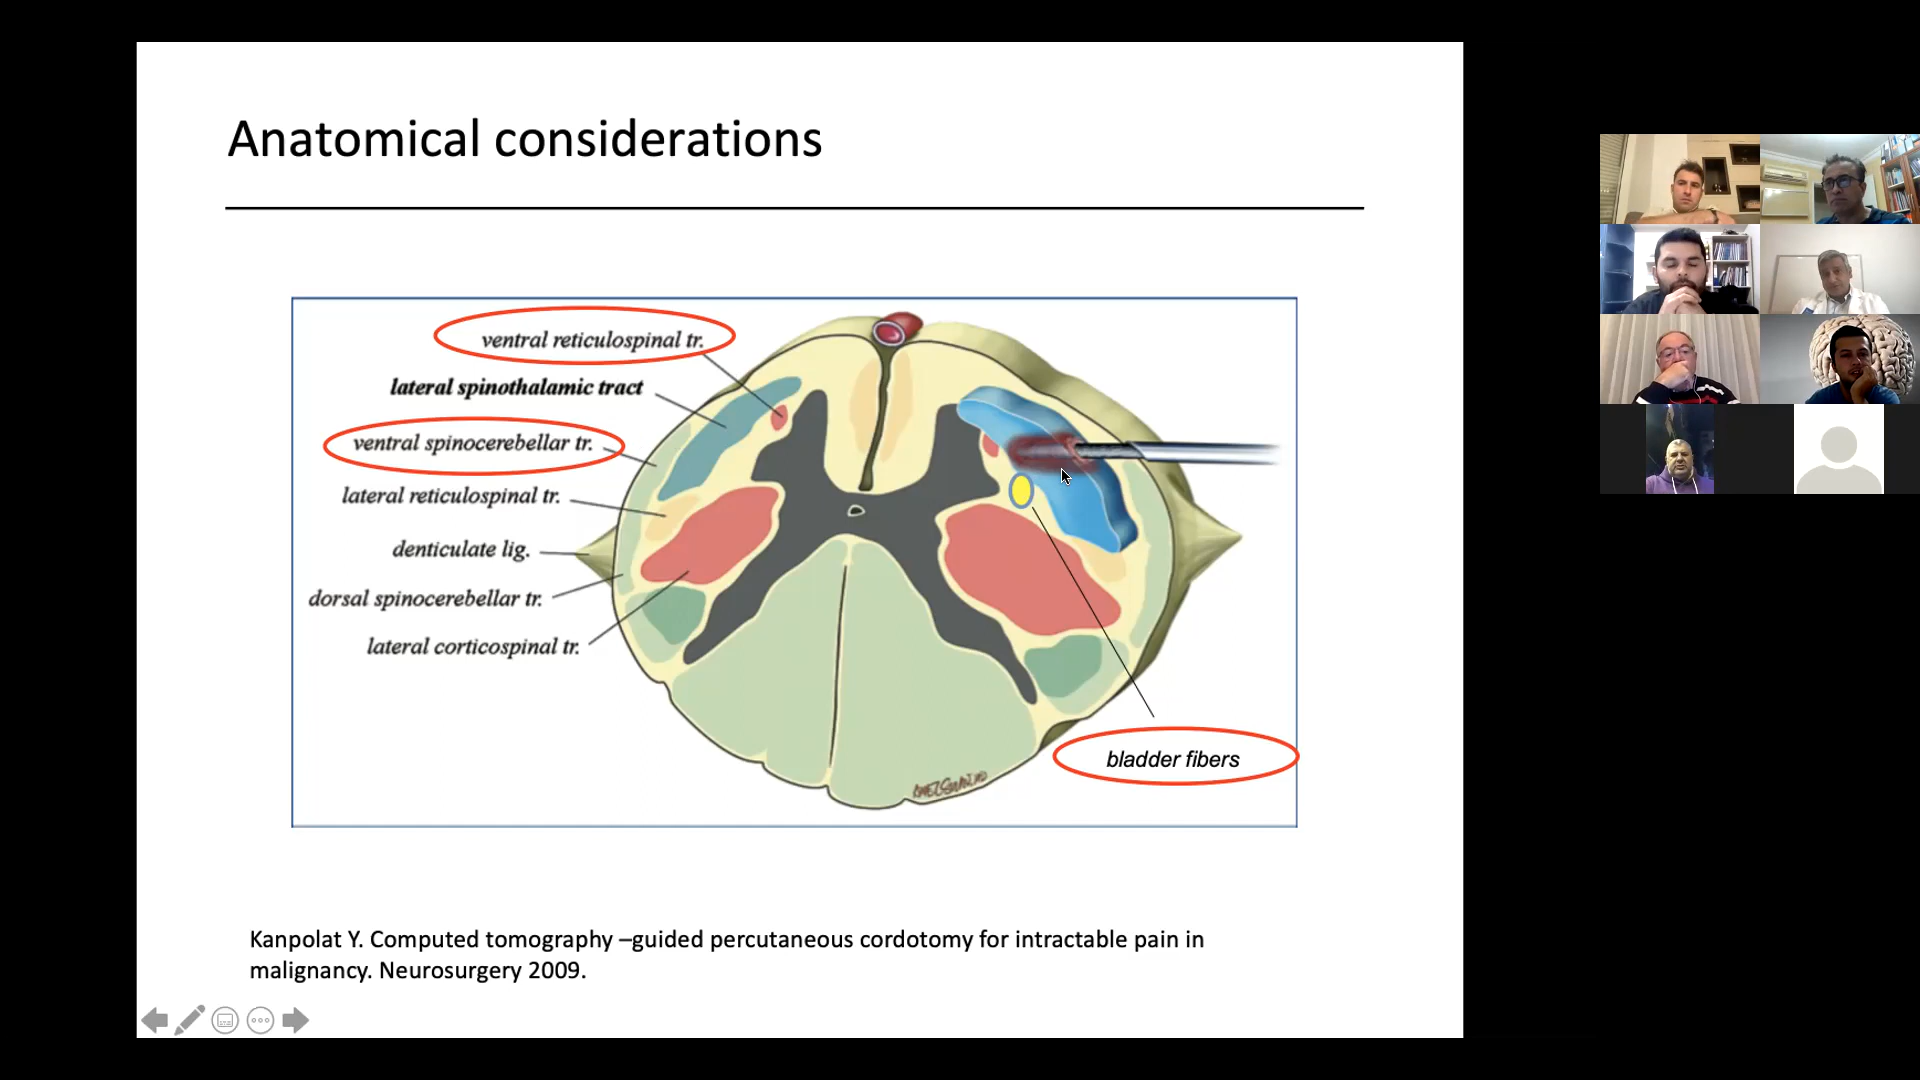 Anatomical considerations
ventral reticulospinal tr.
lateral spinothalamic tract
ventral spinocerebellar tr.
lateral reticulospinal tr.
denticulate lig.
dorsal spinocerebellar tr.
lateral corticospinal tr.
bladder fibers
Kanpolat Y. Computed tomography –guided percutaneous cordotomy for intractable pain in
malignancy. Neurosurgery 2009.